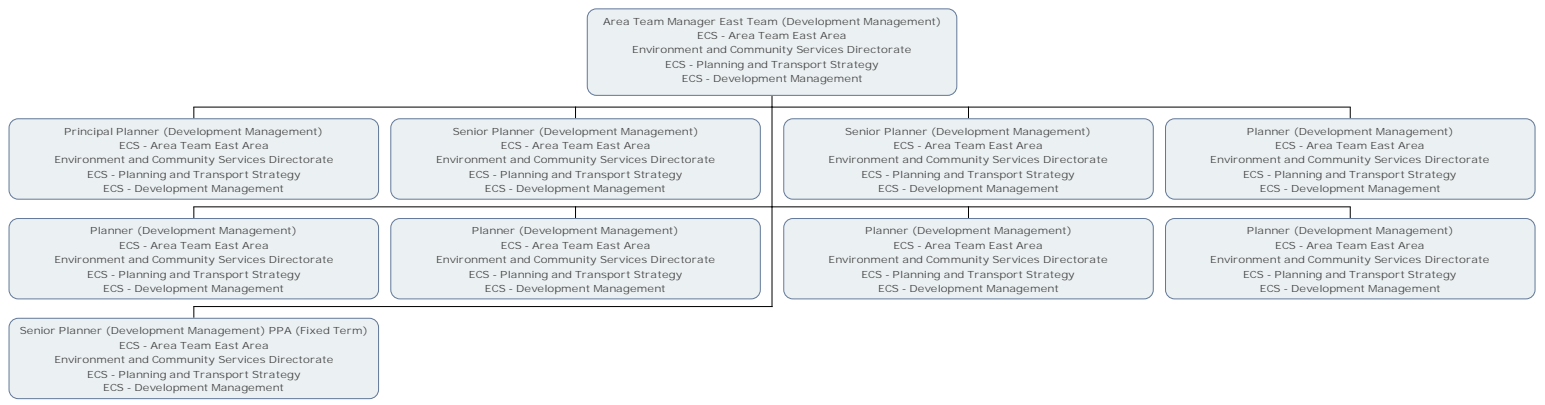 Area Team Manager East Team (Development Management)
ECS - Area Team East Area
Environment and Community Services Directorate
ECS - Planning and Transport Strategy
ECS - Development Management
Principal Planner (Development Management)
ECS - Area Team East Area
Environment and Community Services Directorate
ECS - Planning and Transport Strategy
ECS - Development Management
Senior Planner (Development Management)
ECS - Area Team East Area
Environment and Community Services Directorate
ECS - Planning and Transport Strategy
ECS - Development Management
Senior Planner (Development Management)
ECS - Area Team East Area
Environment and Community Services Directorate
ECS - Planning and Transport Strategy
ECS - Development Management
Planner (Development Management)
ECS - Area Team East Area
Environment and Community Services Directorate
ECS - Planning and Transport Strategy
ECS - Development Management
Planner (Development Management)
ECS - Area Team East Area
Environment and Community Services Directorate
ECS - Planning and Transport Strategy
ECS - Development Management
Planner (Development Management)
ECS - Area Team East Area
Environment and Community Services Directorate
ECS - Planning and Transport Strategy
ECS - Development Management
Planner (Development Management)
ECS - Area Team East Area
Environment and Community Services Directorate
ECS - Planning and Transport Strategy
ECS - Development Management
Planner (Development Management)
ECS - Area Team East Area
Environment and Community Services Directorate
ECS - Planning and Transport Strategy
ECS - Development Management
Senior Planner (Development Management) PPA (Fixed Term)
ECS - Area Team East Area
Environment and Community Services Directorate
ECS - Planning and Transport Strategy
ECS - Development Management